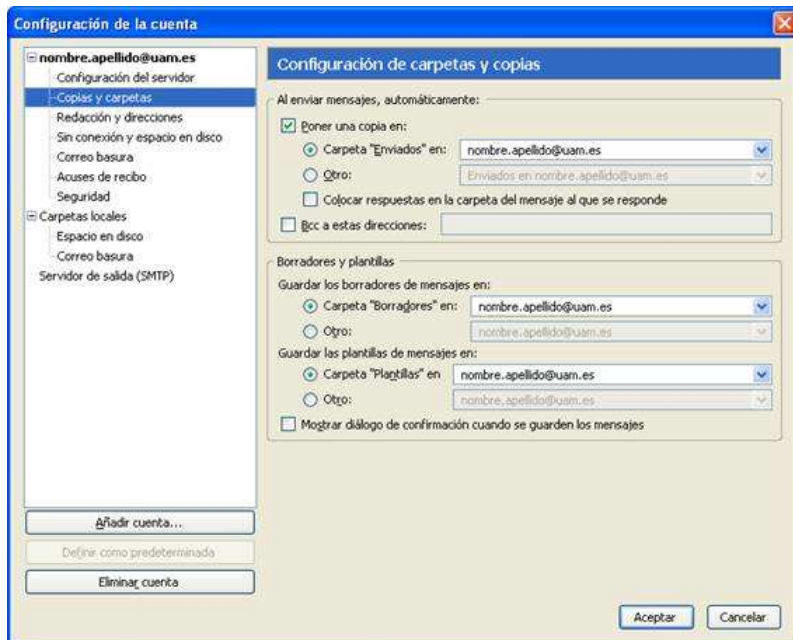 Configuración de la cuenta
nombre.apellido@uam.es
Configuración del servidor
Copias y carpetas
Redacción y direcciones
Sin conexión y espacio en disco
Correo basura
Acuses de recibo
Seguridad
Carpetas locales
Espacio en disco
Correo basura
Servidor de salida (SMTP)
Añadir cuenta...
Definir como predeterminada
Eliminar cuenta
Configuración de carpetas y copias
Al enviar mensajes, automáticamente:
Poner una copia en:
Carpeta "Enviados" en: nombre.apellido@uam.es
Otro: Enviados en nombre.apellido@uam.es
Colocar respuestas en la carpeta del mensaje al que se responde
Bcc a estas direcciones:
Borradores y plantillas
Guardar los borradores de mensajes en:
Carpeta "Borradores" en: nombre.apellido@uam.es
Otro: nombre.apellido@uam.es
Guardar las plantillas de mensajes en:
Carpeta "Plantillas" en nombre.apellido@uam.es
Otro: nombre.apellido@uam.es
Mostrar diálogo de confirmación cuando se guarden los mensajes
Aceptar Cancelar